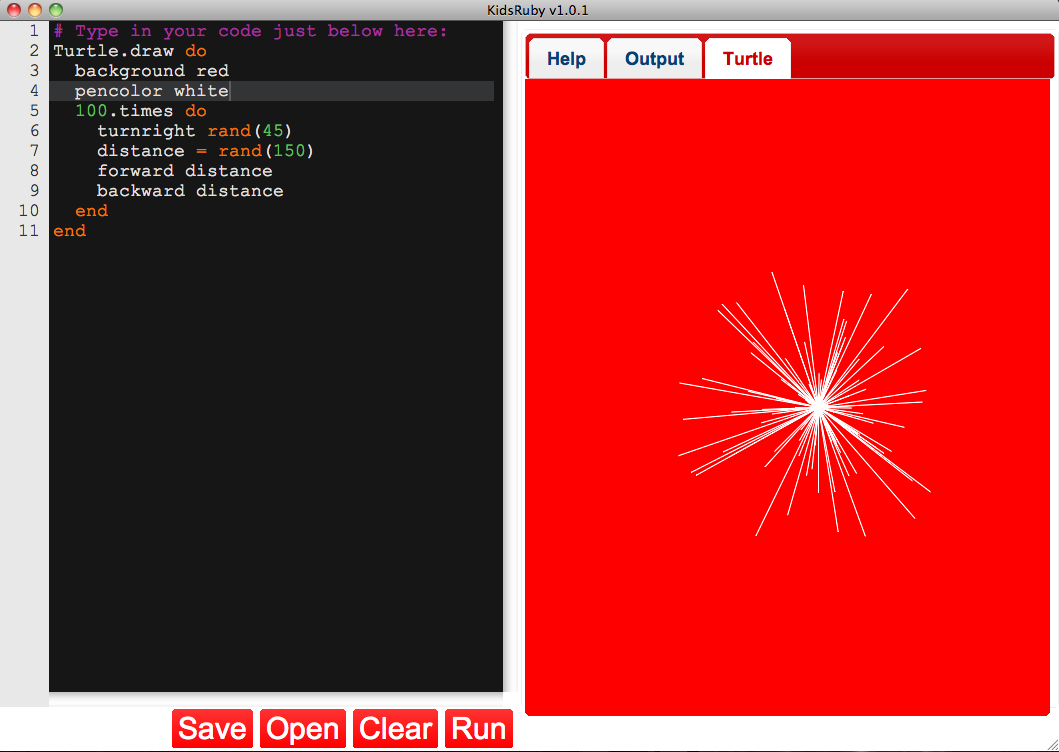 KidsRuby v1.0.1
1 # Type in your code just below here:
2 Turtle.draw do
3   background red
4   pencolor white
5   100.times do
6     turnright rand(45)
7     distance = rand(150)
8     forward distance
9     backward distance
10   end
11 end
Help Output Turtle
Save Open Clear Run